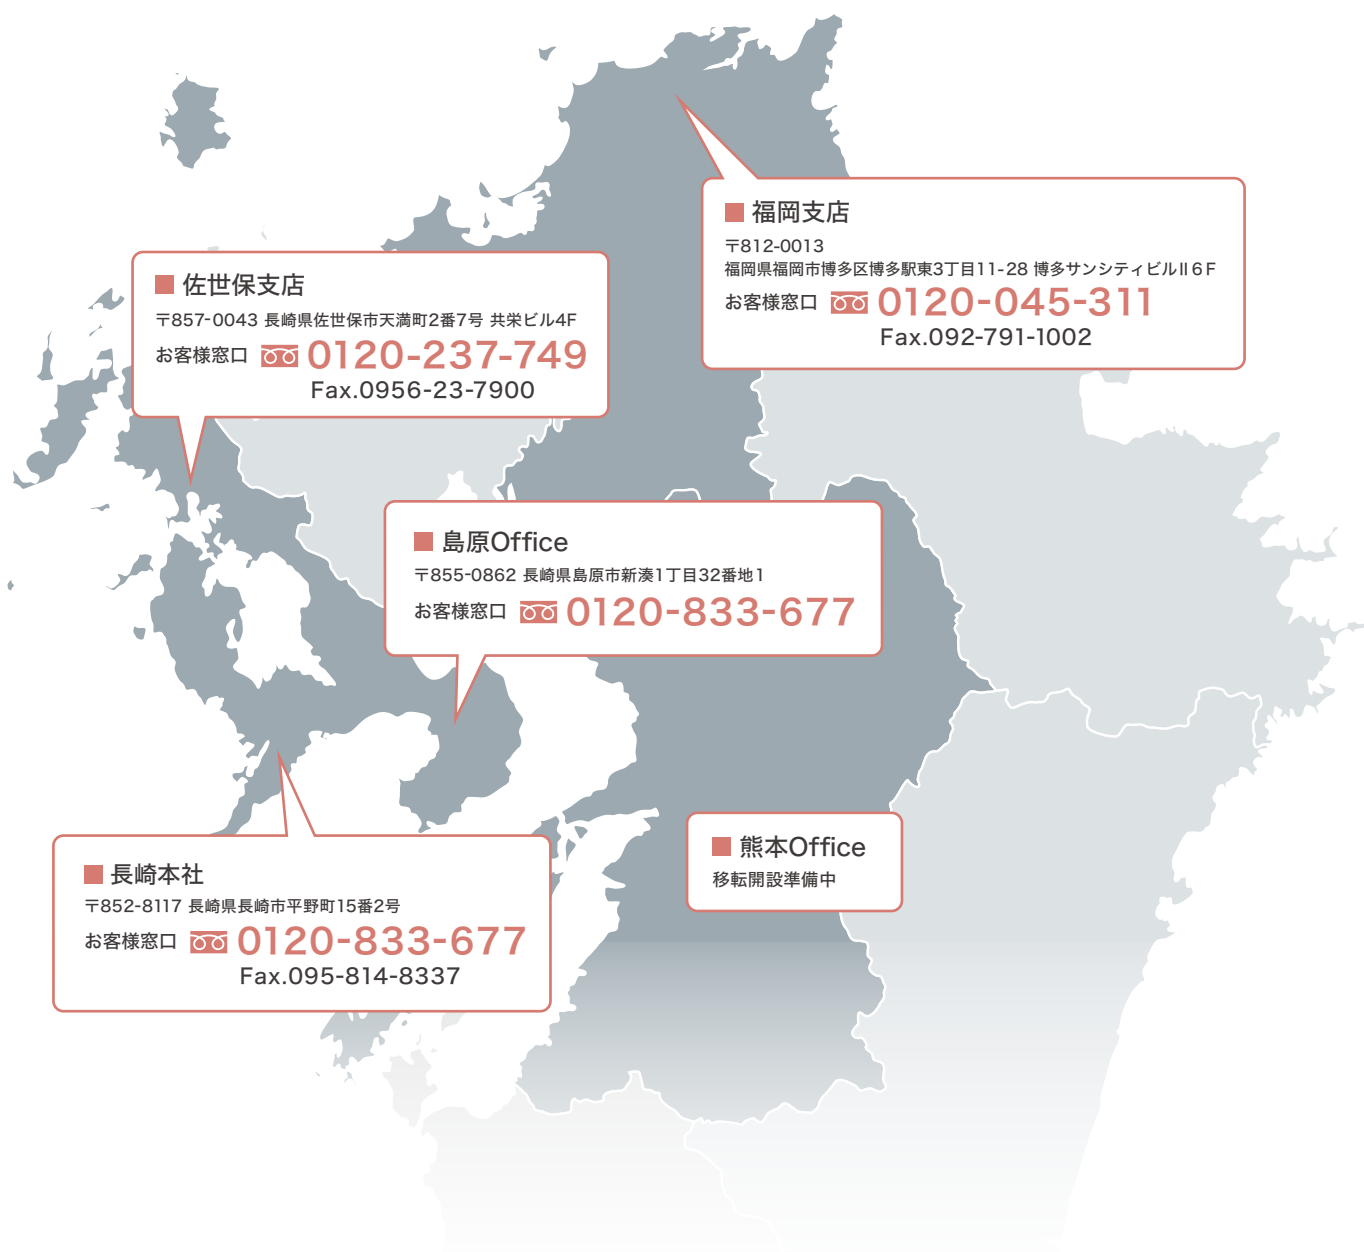 福岡支店
〒812-0013
福岡県福岡市博多区博多駅東3丁目11-28 博多サンシティビルⅡ6F
お客様窓口 0120-045-311
Fax.092-791-1002
佐世保支店
〒857-0043 長崎県佐世保市天満町2番7号 共栄ビル4F
お客様窓口 0120-237-749
Fax.0956-23-7900
島原Office
〒855-0862 長崎県島原市新湊1丁目32番地1
お客様窓口 0120-833-677
熊本Office
移転開設準備中
長崎本社
〒852-8117 長崎県長崎市平野町15番2号
お客様窓口 0120-833-677
Fax.095-814-8337